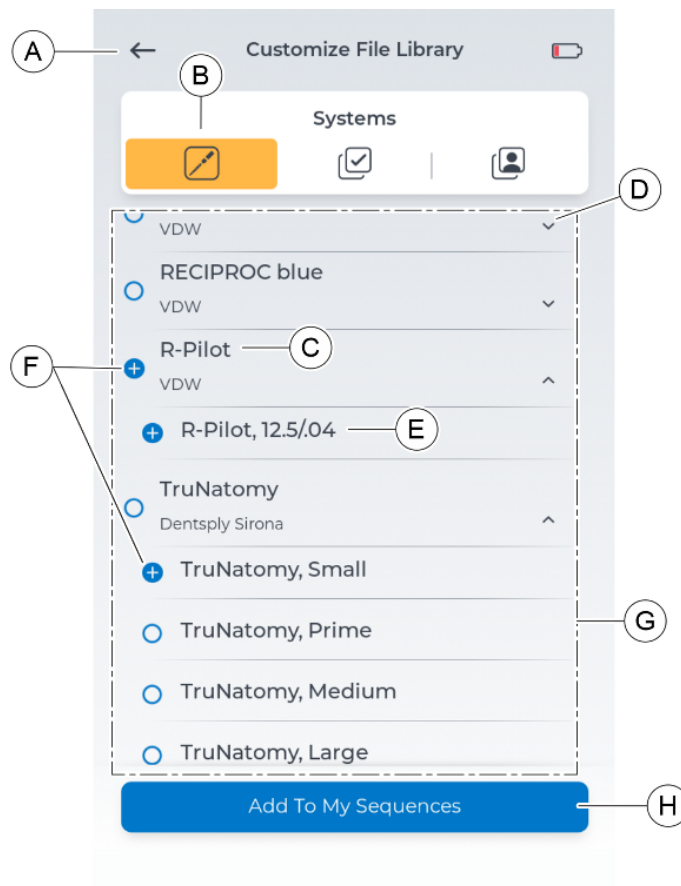 A
Customize File Library
B
Systems
D
VDW
RECIPROC blue
VDW
R-Pilot
C
F
VDW
R-Pilot, 12.5/.04
E
TruNatomy
Dentsply Sirona
TruNatomy, Small
TruNatomy, Prime
G
TruNatomy, Medium
TruNatomy, Large
Add To My Sequences
H